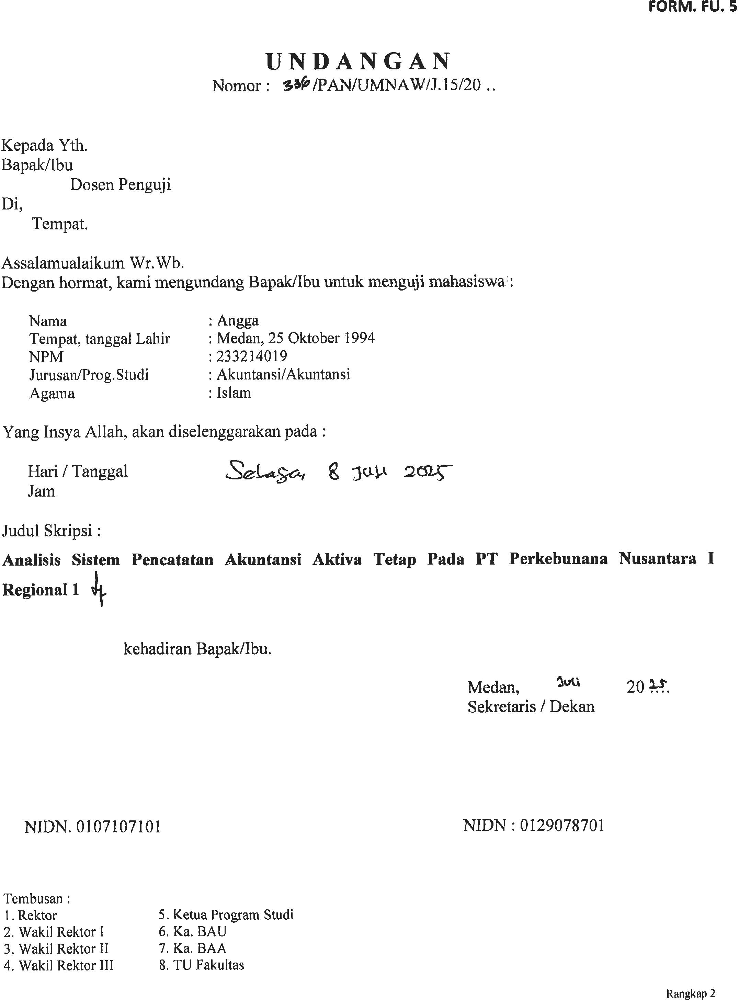 FORM. FU. 5
UNDANGAN
Nomor : 336/PAN/UMNAW/J.15/20 ..
Kepada Yth.
Bapak/Ibu
Dosen Penguji
Di,
Tempat.
Assalamualaikum Wr.Wb.
Dengan hormat, kami mengundang Bapak/Ibu untuk menguji mahasiswa :
Nama : Angga
Tempat, tanggal Lahir : Medan, 25 Oktober 1994
NPM : 233214019
Jurusan/Prog.Studi : Akuntansi/Akuntansi
Agama : Islam
Yang Insya Allah, akan diselenggarakan pada :
Hari / Tanggal Selasa, 8 Juli 2025
Jam
Judul Skripsi :
Analisis Sistem Pencatatan Akuntansi Aktiva Tetap Pada PT Perkebunana Nusantara I
Regional 1
kehadiran Bapak/Ibu.
Medan, Juli 2025.
Sekretaris / Dekan
NIDN. 0107107101 NIDN : 0129078701
Tembusan :
1. Rektor 5. Ketua Program Studi
2. Wakil Rektor I 6. Ka. BAU
3. Wakil Rektor II 7. Ka. BAA
4. Wakil Rektor III 8. TU Fakultas
Rangkap 2